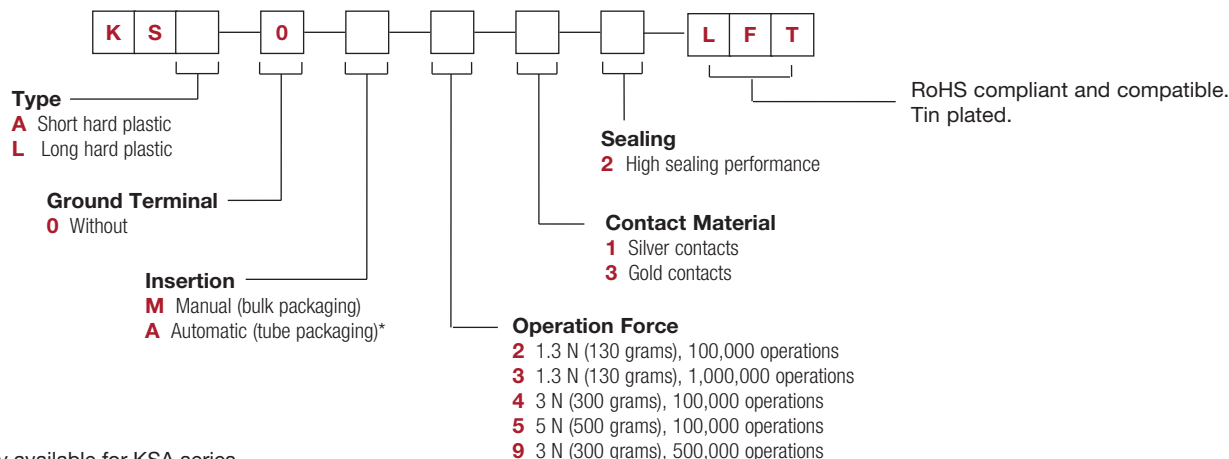 K S 0 L F T
Type
A Short hard plastic
L Long hard plastic
Ground Terminal
0 Without
Insertion
M Manual (bulk packaging)
A Automatic (tube packaging)*
Operation Force
2 1.3 N (130 grams), 100,000 operations
3 1.3 N (130 grams), 1,000,000 operations
4 3 N (300 grams), 100,000 operations
5 5 N (500 grams), 100,000 operations
9 3 N (300 grams), 500,000 operations
Contact Material
1 Silver contacts
3 Gold contacts
Sealing
2 High sealing performance
RoHS compliant and compatible.
Tin plated.
available for KSA series